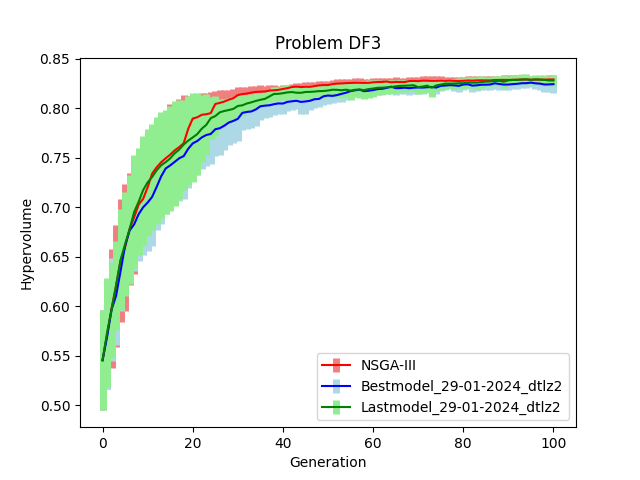 Problem DF3
0.85
0.80
0.75
0.70
0.65
0.60
0.55
0.50
Hypervolume
NSGA-III
Bestmodel_29-01-2024_dtlz2
Lastmodel_29-01-2024_dtlz2
0 20 40 60 80 100
Generation